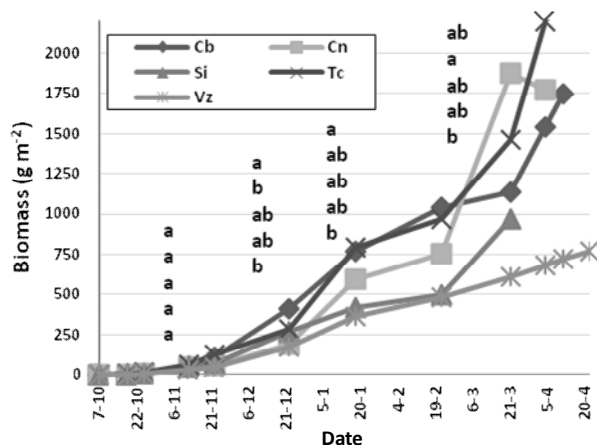 Biomass (g m-2)
2000
1750
1500
1250
1000
750
500
250
0
Cb
Cn
Si
Tc
Vz
a
a
a
a
a
a
b
ab
ab
b
a
ab
ab
ab
b
ab
a
ab
ab
b
7-10
22-10
6-11
21-11
6-12
21-12
5-1
20-1
4-2
19-2
6-3
21-3
5-4
20-4
Date